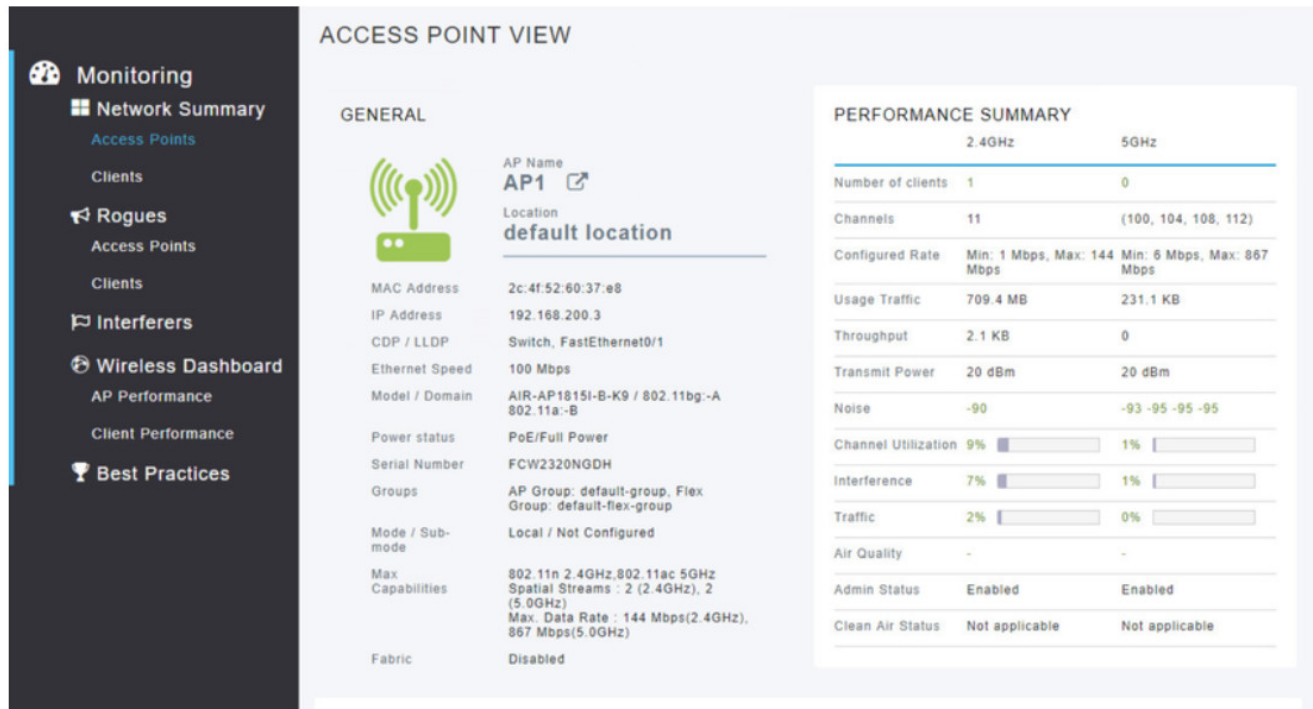 ACCESS POINT VIEW
Monitoring
Network Summary
Access Points
Clients
Rogues
Access Points
Clients
Interferers
Wireless Dashboard
AP Performance
Client Performance
Best Practices
GENERAL
AP Name
AP1
Location
default location
MAC Address 2c:4f:52:60:37:e8
IP Address 192.168.200.3
CDP / LLDP Switch, FastEthernet0/1
Ethernet Speed 100 Mbps
Model / Domain AIR-AP1815I-B-K9 / 802.11bg:-A
802.11a:-B
Power status PoE/Full Power
Serial Number FCW2320NGDH
Groups AP Group: default-group, Flex
Group: default-flex-group
Mode / Sub- Local / Not Configured
mode
Max 802.11n 2.4GHz,802.11ac 5GHz
Capabilities Spatial Streams : 2 (2.4GHz), 2
(5.0GHz)
Max. Data Rate : 144 Mbps(2.4GHz),
867 Mbps(5.0GHz)
Fabric Disabled
PERFORMANCE SUMMARY
2.4GHz 5GHz
Number of clients 1 0
Channels 11 (100, 104, 108, 112)
Configured Rate Min: 1 Mbps, Max: 144 Min: 6 Mbps, Max: 867
Mbps Mbps
Usage Traffic 709.4 MB 231.1 KB
Throughput 2.1 KB 0
Transmit Power 20 dBm 20 dBm
Noise -90 -93 -95 -95 -95
Channel Utilization 9% 1%
Interference 7% 1%
Traffic 2% 0%
Air Quality - -
Admin Status Enabled Enabled
Clean Air Status Not applicable Not applicable